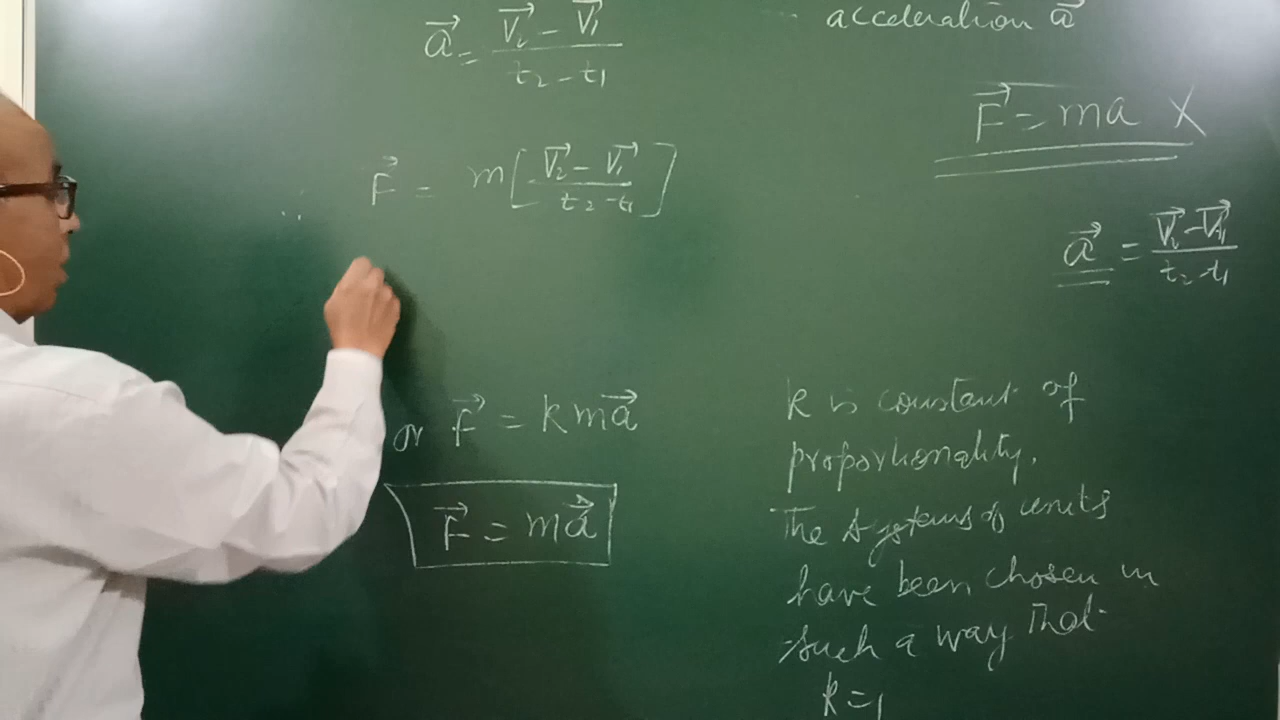 a⃗ = (V⃗₂ - V⃗₁) / (t₂ - t₁)
∴ F⃗ = m[(V⃗₂ - V⃗₁) / (t₂ - t₁)]
or F⃗ = kma⃗
F⃗ = ma⃗
acceleration a⃗
F⃗ = ma X
a⃗ = (V⃗₂ - V⃗₁) / (t₂ - t₁)
k is constant of
proportionality.
The systems of units
have been chosen in
such a way that
k = 1